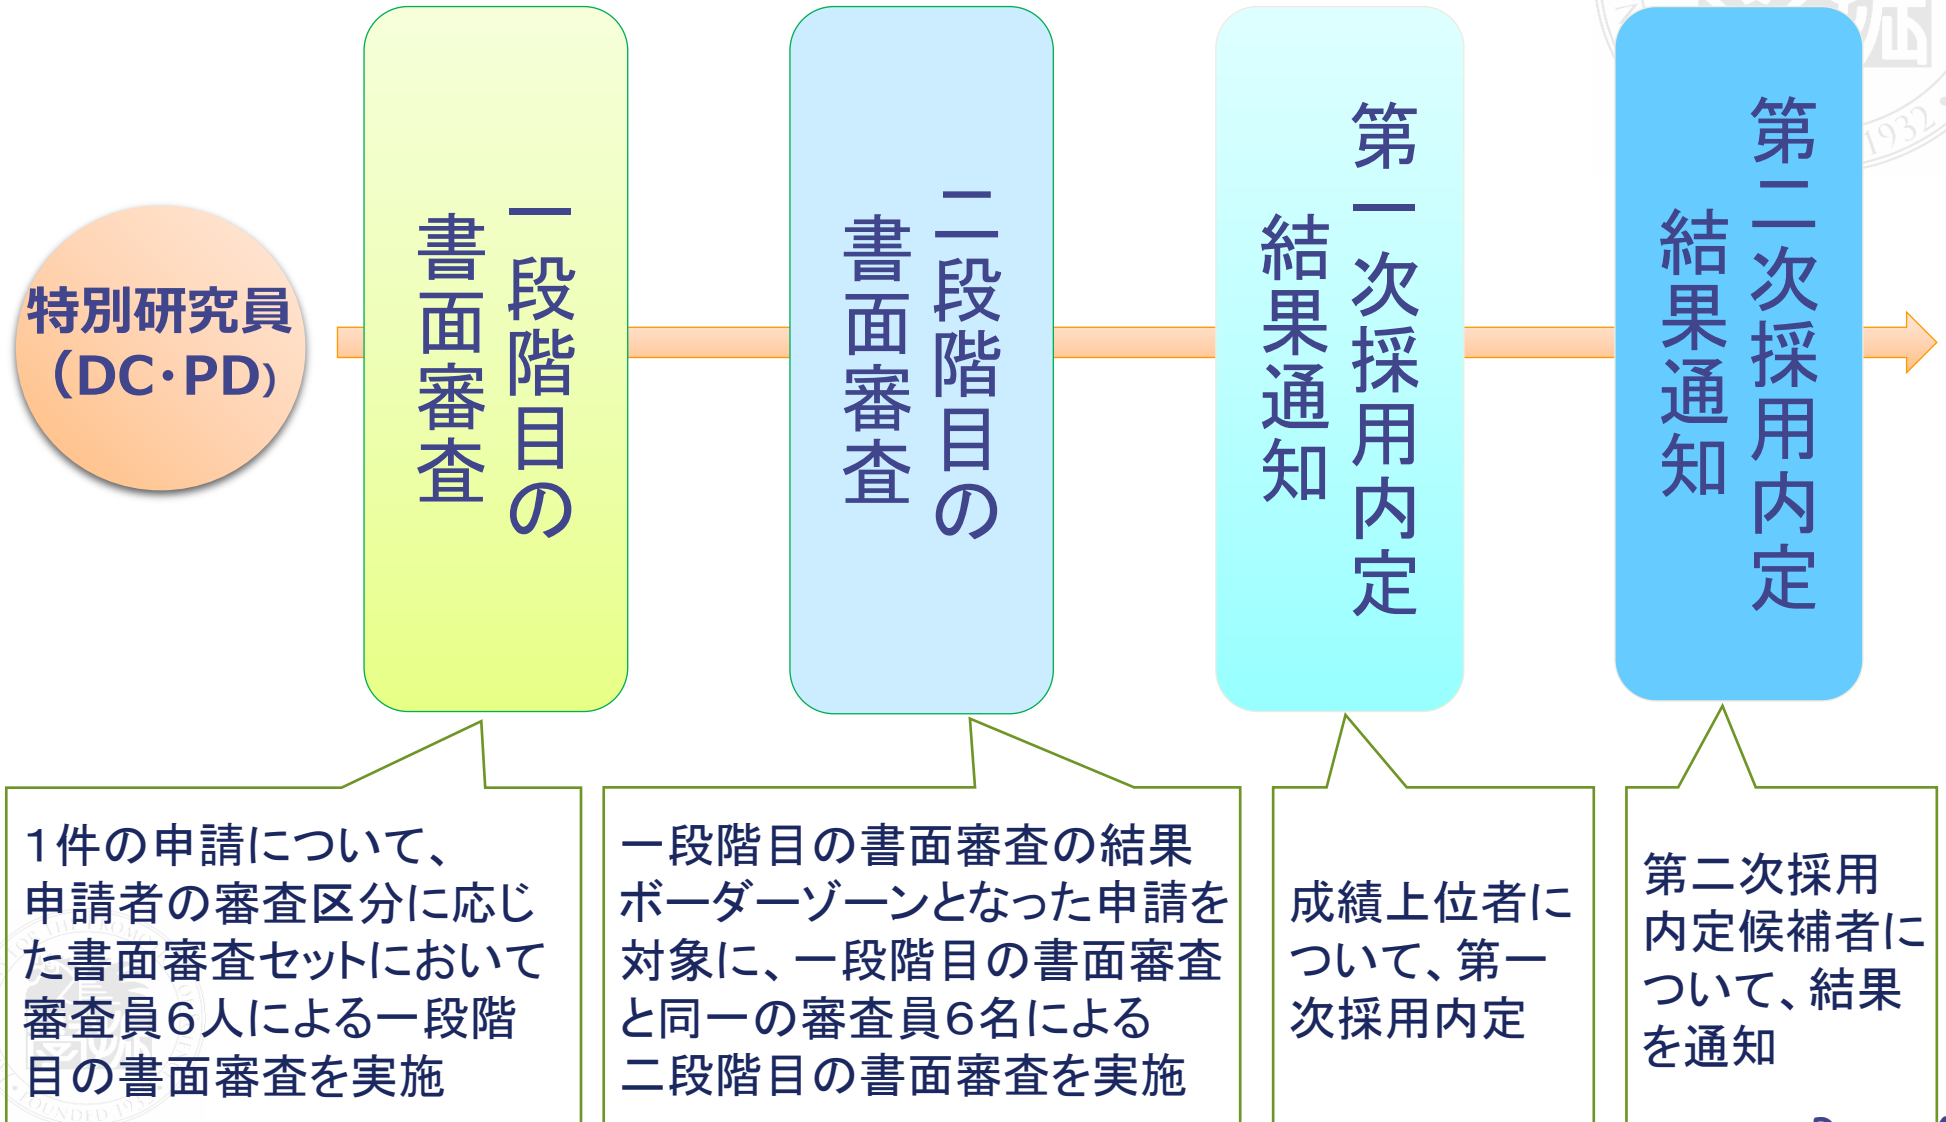 特別研究員
（DC・PD）
一段階目の
書面審査
二段階目の
書面審査
第一次採用内定
結果通知
第二次採用内定
結果通知
１件の申請について、
申請者の審査区分に応じ
た書面審査セットにおいて
審査員６人による一段階
目の書面審査を実施
一段階目の書面審査の結果
ボーダーゾーンとなった申請を
対象に、一段階目の書面審査
と同一の審査員６名による
二段階目の書面審査を実施
成績上位者に
ついて、第一
次採用内定
第二次採用
内定候補者に
ついて、結果
を通知
1932
FOUNDED 1932